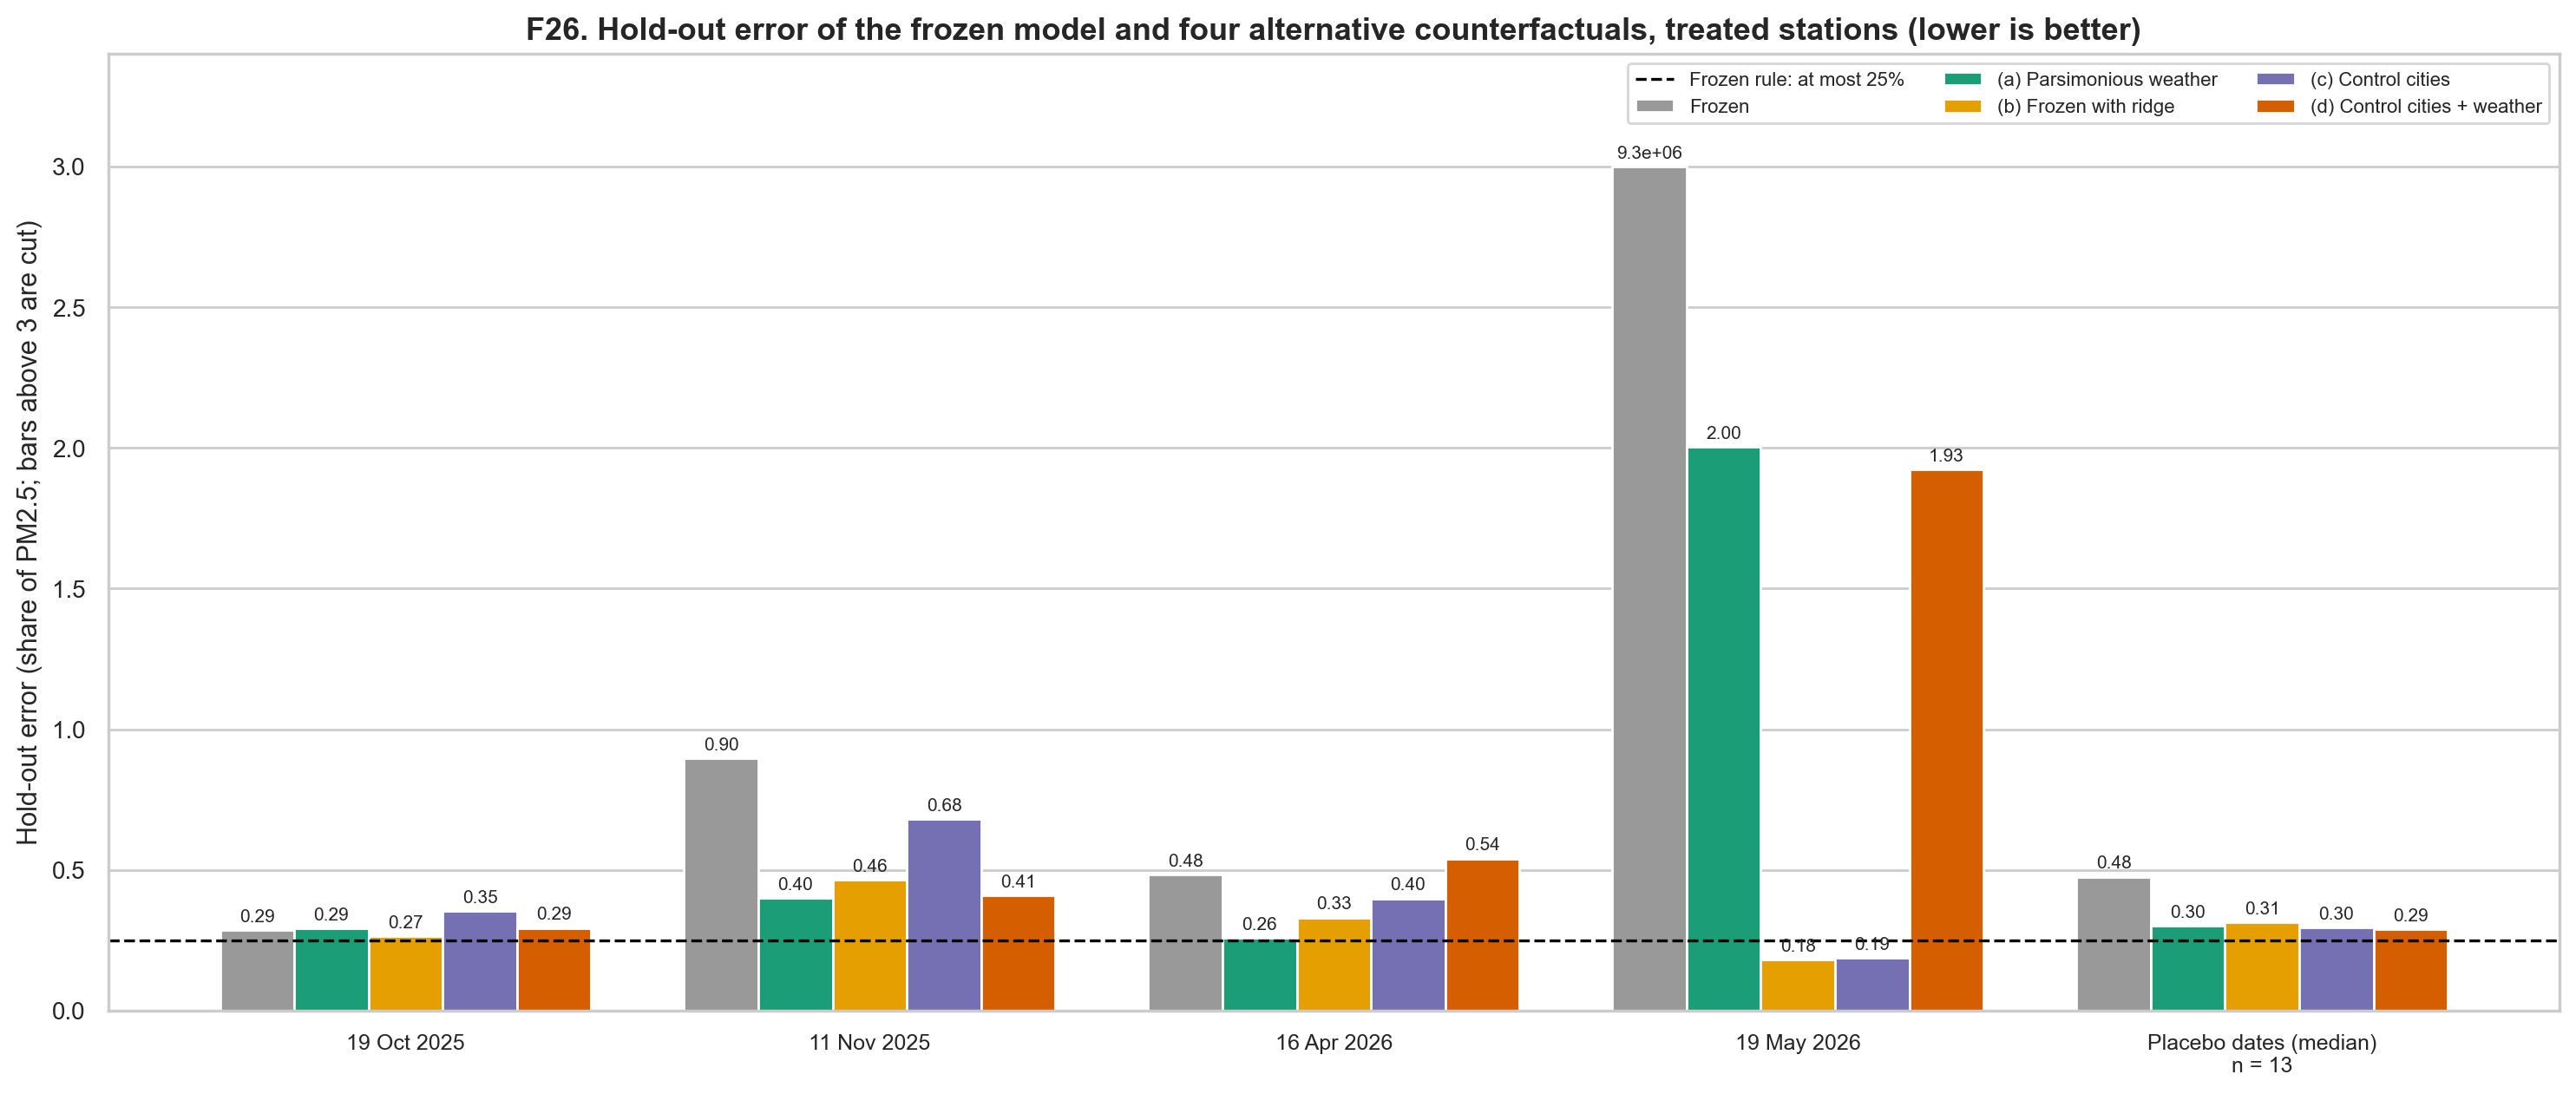 F26. Hold-out error of the frozen model and four alternative counterfactuals, treated stations (lower is better)
Frozen rule: at most 25%
Frozen
(a) Parsimonious weather
(b) Frozen with ridge
(c) Control cities
(d) Control cities + weather
Hold-out error (share of PM2.5; bars above 3 are cut)
3.0
2.5
2.0
1.5
1.0
0.5
0.0
0.29
0.29
0.27
0.35
0.29
0.90
0.40
0.46
0.68
0.41
0.48
0.26
0.33
0.40
0.54
9.3e+06
2.00
0.18
0.19
1.93
0.48
0.30
0.31
0.30
0.29
19 Oct 2025
11 Nov 2025
16 Apr 2026
19 May 2026
Placebo dates (median)
n = 13